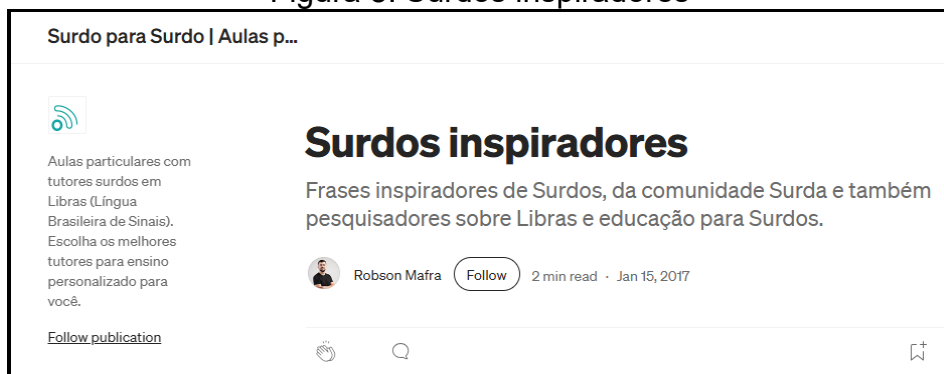 Surdo para Surdo | Aulas p...
Aulas particulares com
tutores surdos em
Libras (Língua
Brasileira de Sinais).
Escolha os melhores
tutores para ensino
personalizado para
você.
Follow publication
Surdos inspiradores
Frases inspiradores de Surdos, da comunidade Surda e também
pesquisadores sobre Libras e educação para Surdos.
Robson Mafra Follow 2 min read · Jan 15, 2017